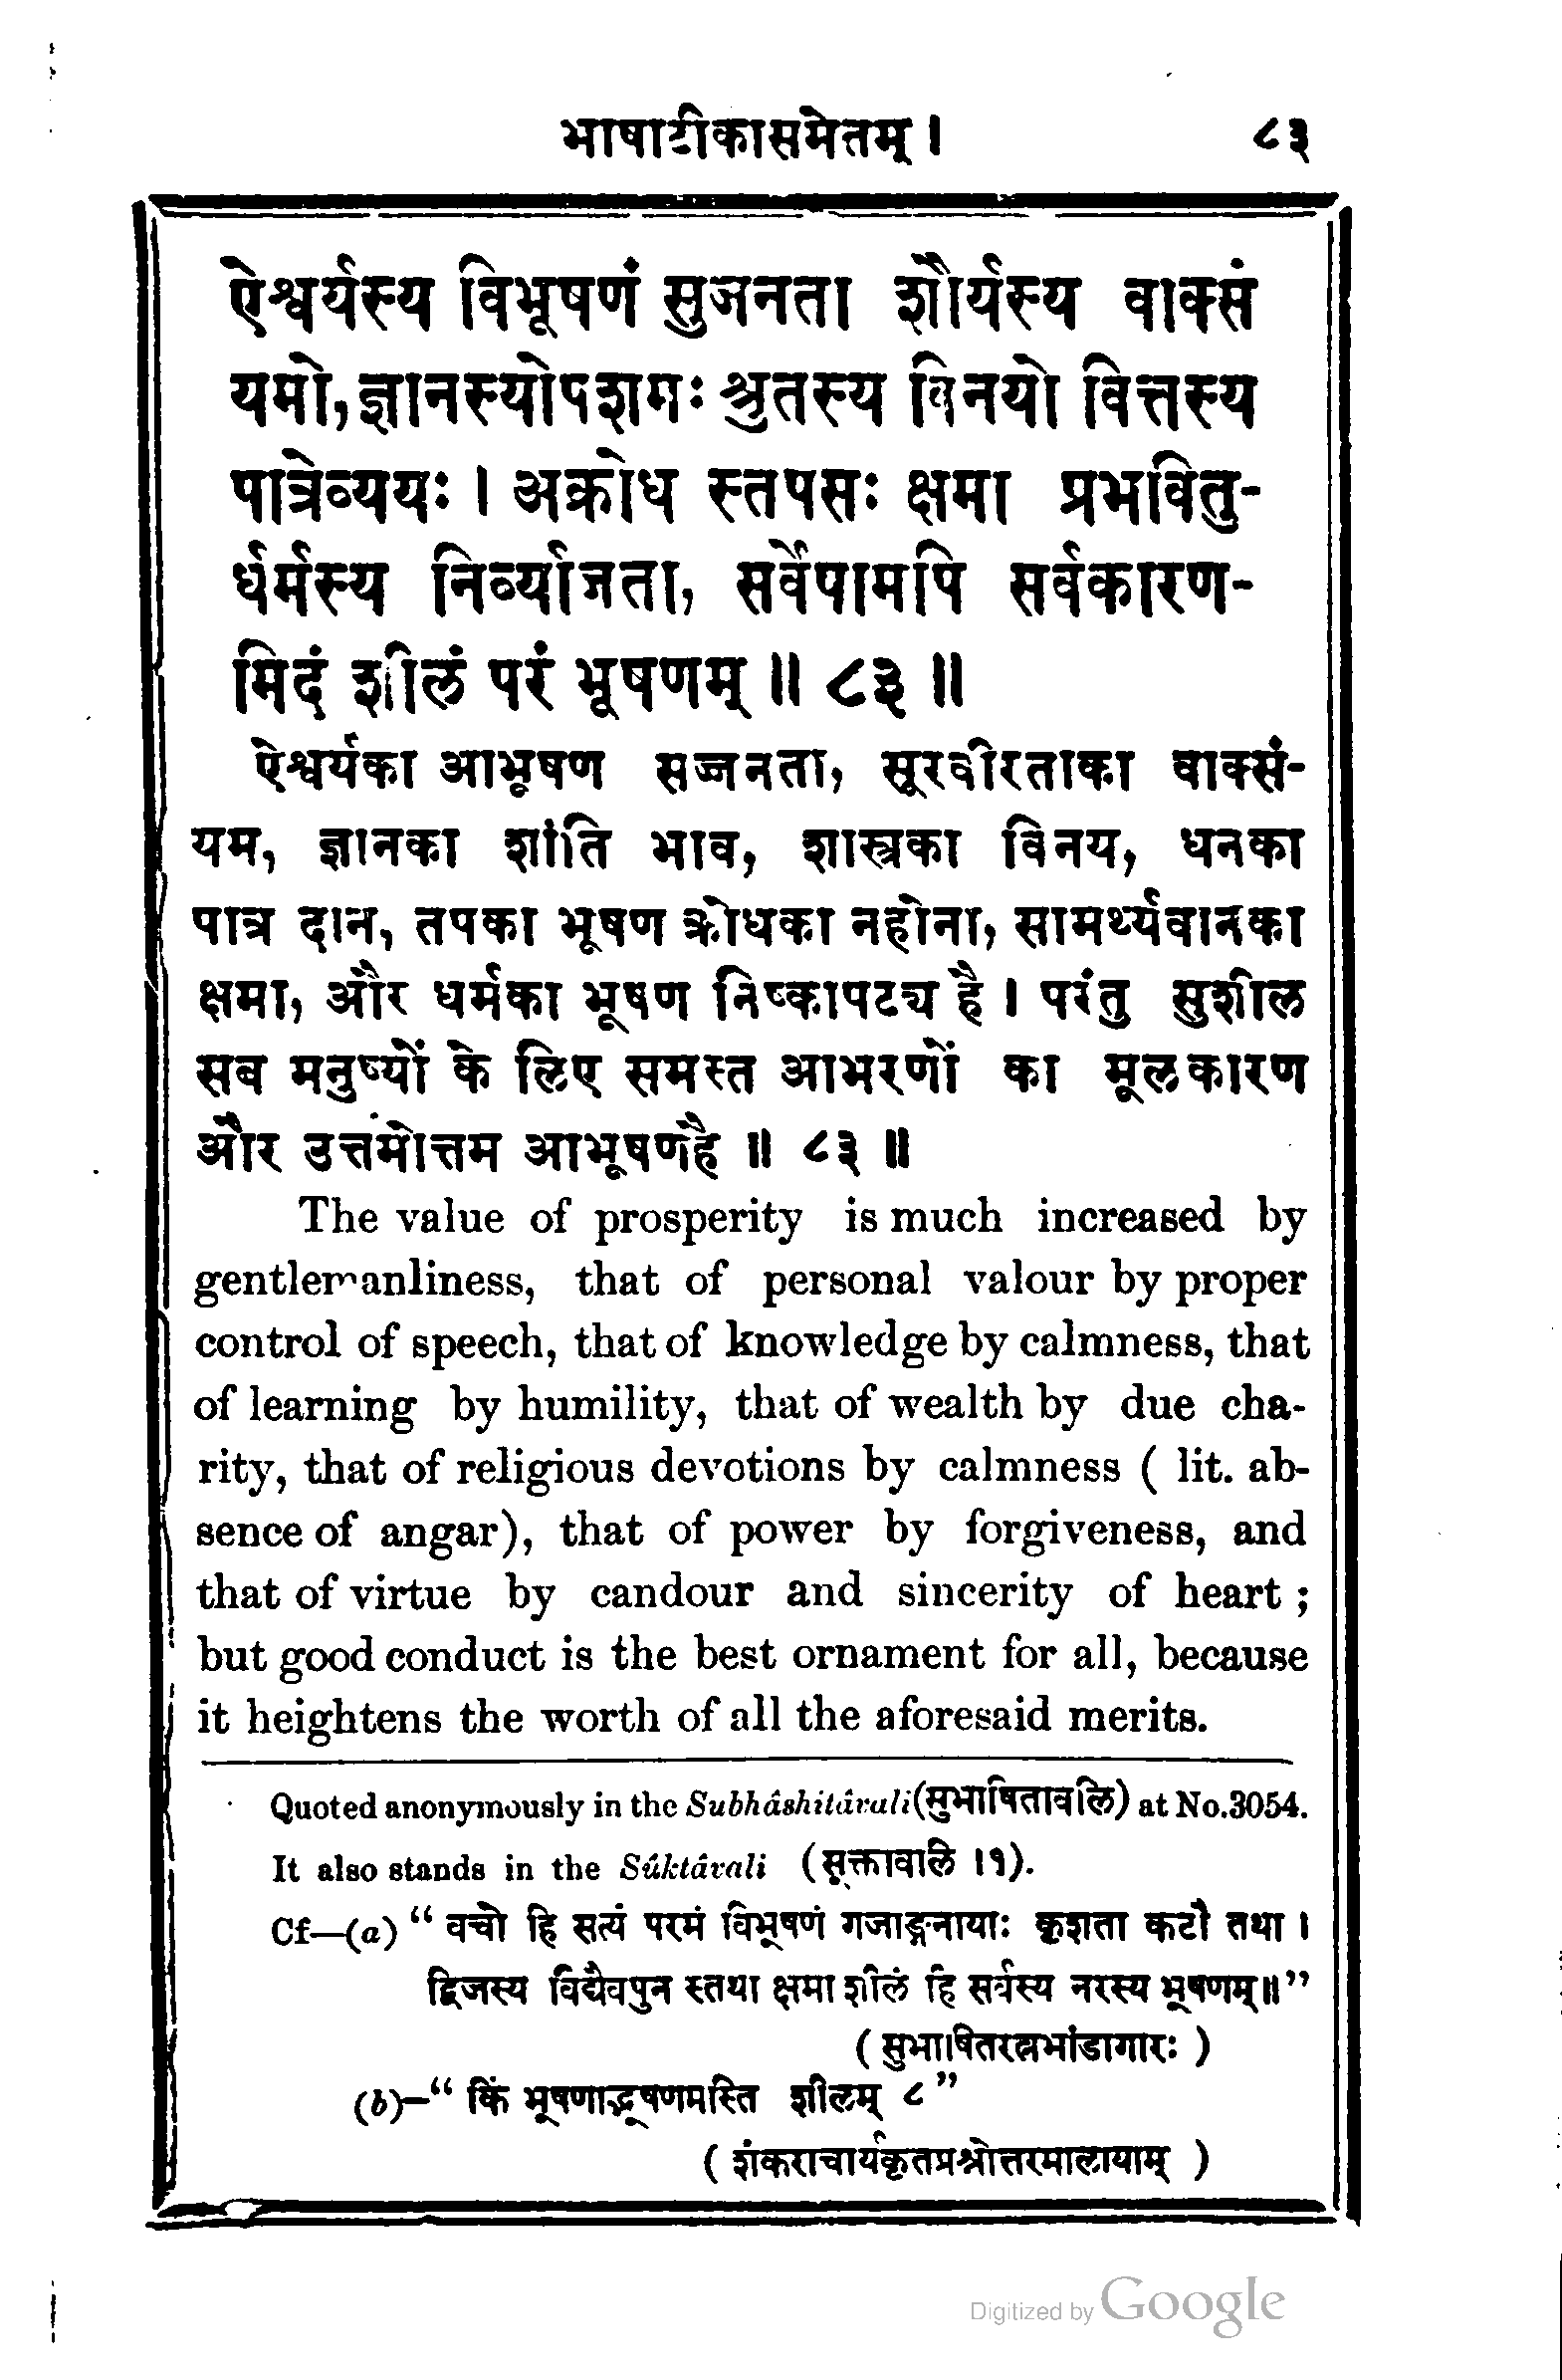 भाषाटीकासमेतम् । ८३
ऐश्वर्यस्य विभूषणं सुजनता शौर्यस्य वाक्सं
यमो, ज्ञानस्योपशमः श्रुतस्य विनयो वित्तस्य
पात्रेव्ययः । अक्रोध स्तपसः क्षमा प्रभवितु-
र्धर्मस्य निर्व्याजता, सर्वेषामपि सर्वकारण-
मिदं शीलं परं भूषणम् ॥ ८३ ॥
ऐश्वर्यका आभूषण सज्जनता, सूरवीरताका वाक्सं-
यम, ज्ञानका शांति भाव, शास्त्रका विनय, धनका
पात्र दान, तपका भूषण क्रोधका नहोना, सामर्थ्यवानका
क्षमा, और धर्मका भूषण निष्कापट्य है । परंतु सुशील
सब मनुष्यों के लिए समस्त आभरणों का मूलकारण
और उत्तमोत्तम आभूषणहै ॥ ८३ ॥
The value of prosperity is much increased by
gentlemanliness, that of personal valour by proper
control of speech, that of knowledge by calmness, that
of learning by humility, that of wealth by due cha-
rity, that of religious devotions by calmness ( lit. ab-
sence of angar), that of power by forgiveness, and
that of virtue by candour and sincerity of heart ;
but good conduct is the best ornament for all, because
it heightens the worth of all the aforesaid merits.
Quoted anonymously in the Subhâshitâvali (सुभाषितावलि) at No.3054.
It also stands in the Sûktâvali (सूक्तावलि ।१).
Cf—(a) “ वचो हि सत्यं परमं विभूषणं गजाङ्गनायाः कृशता कटौ तथा ।
द्विजस्य विद्यैवपुन स्तथा क्षमा शीलं हि सर्वस्य नरस्य भूषणम्॥”
( सुभाषितरत्नभांडागारः )
(b)—“ किं भूषणाद्भूषणमस्ति शीलम् ८ ”
( शंकराचार्यकृतप्रश्नोत्तरमालायाम् )
Digitized by Google